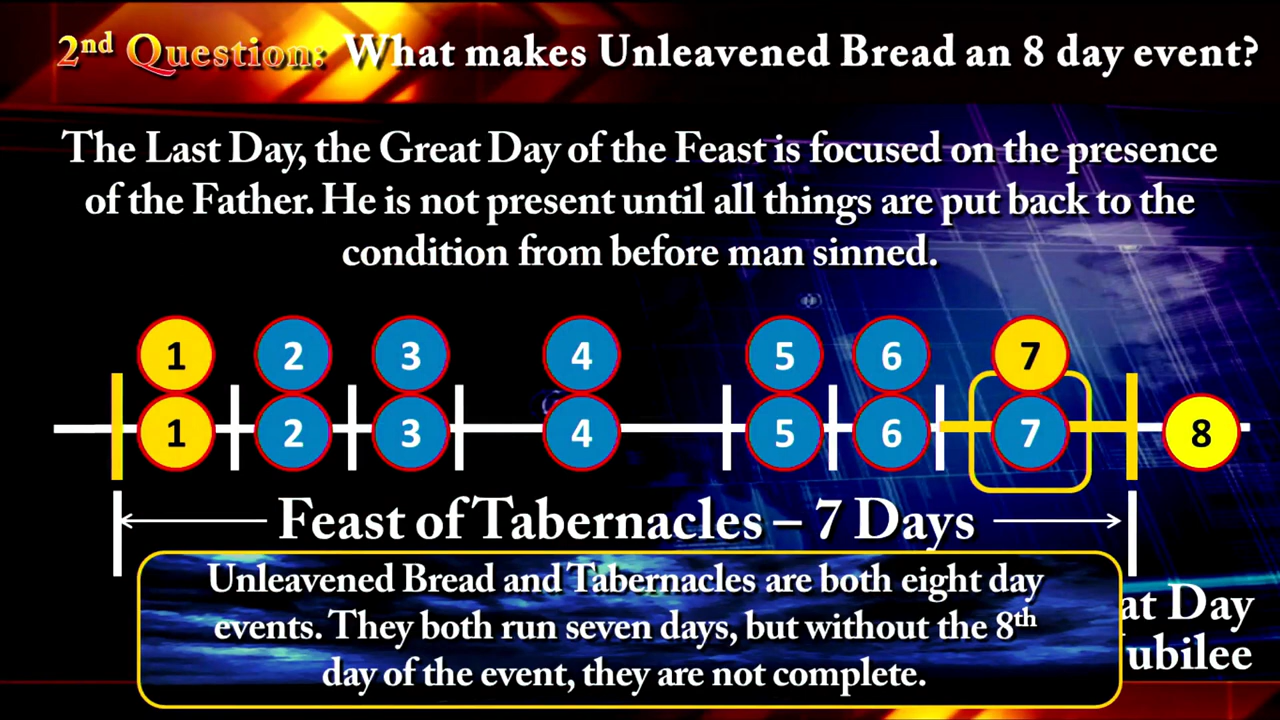 2nd Question: What makes Unleavened Bread an 8 day event?
The Last Day, the Great Day of the Feast is focused on the presence
of the Father. He is not present until all things are put back to the
condition from before man sinned.
1 2 3 4 5 6 7
1 2 3 4 5 6 7 8
Feast of Tabernacles – 7 Days
Unleavened Bread and Tabernacles are both eight day
events. They both run seven days, but without the 8th
day of the event, they are not complete.
at Day
ubilee